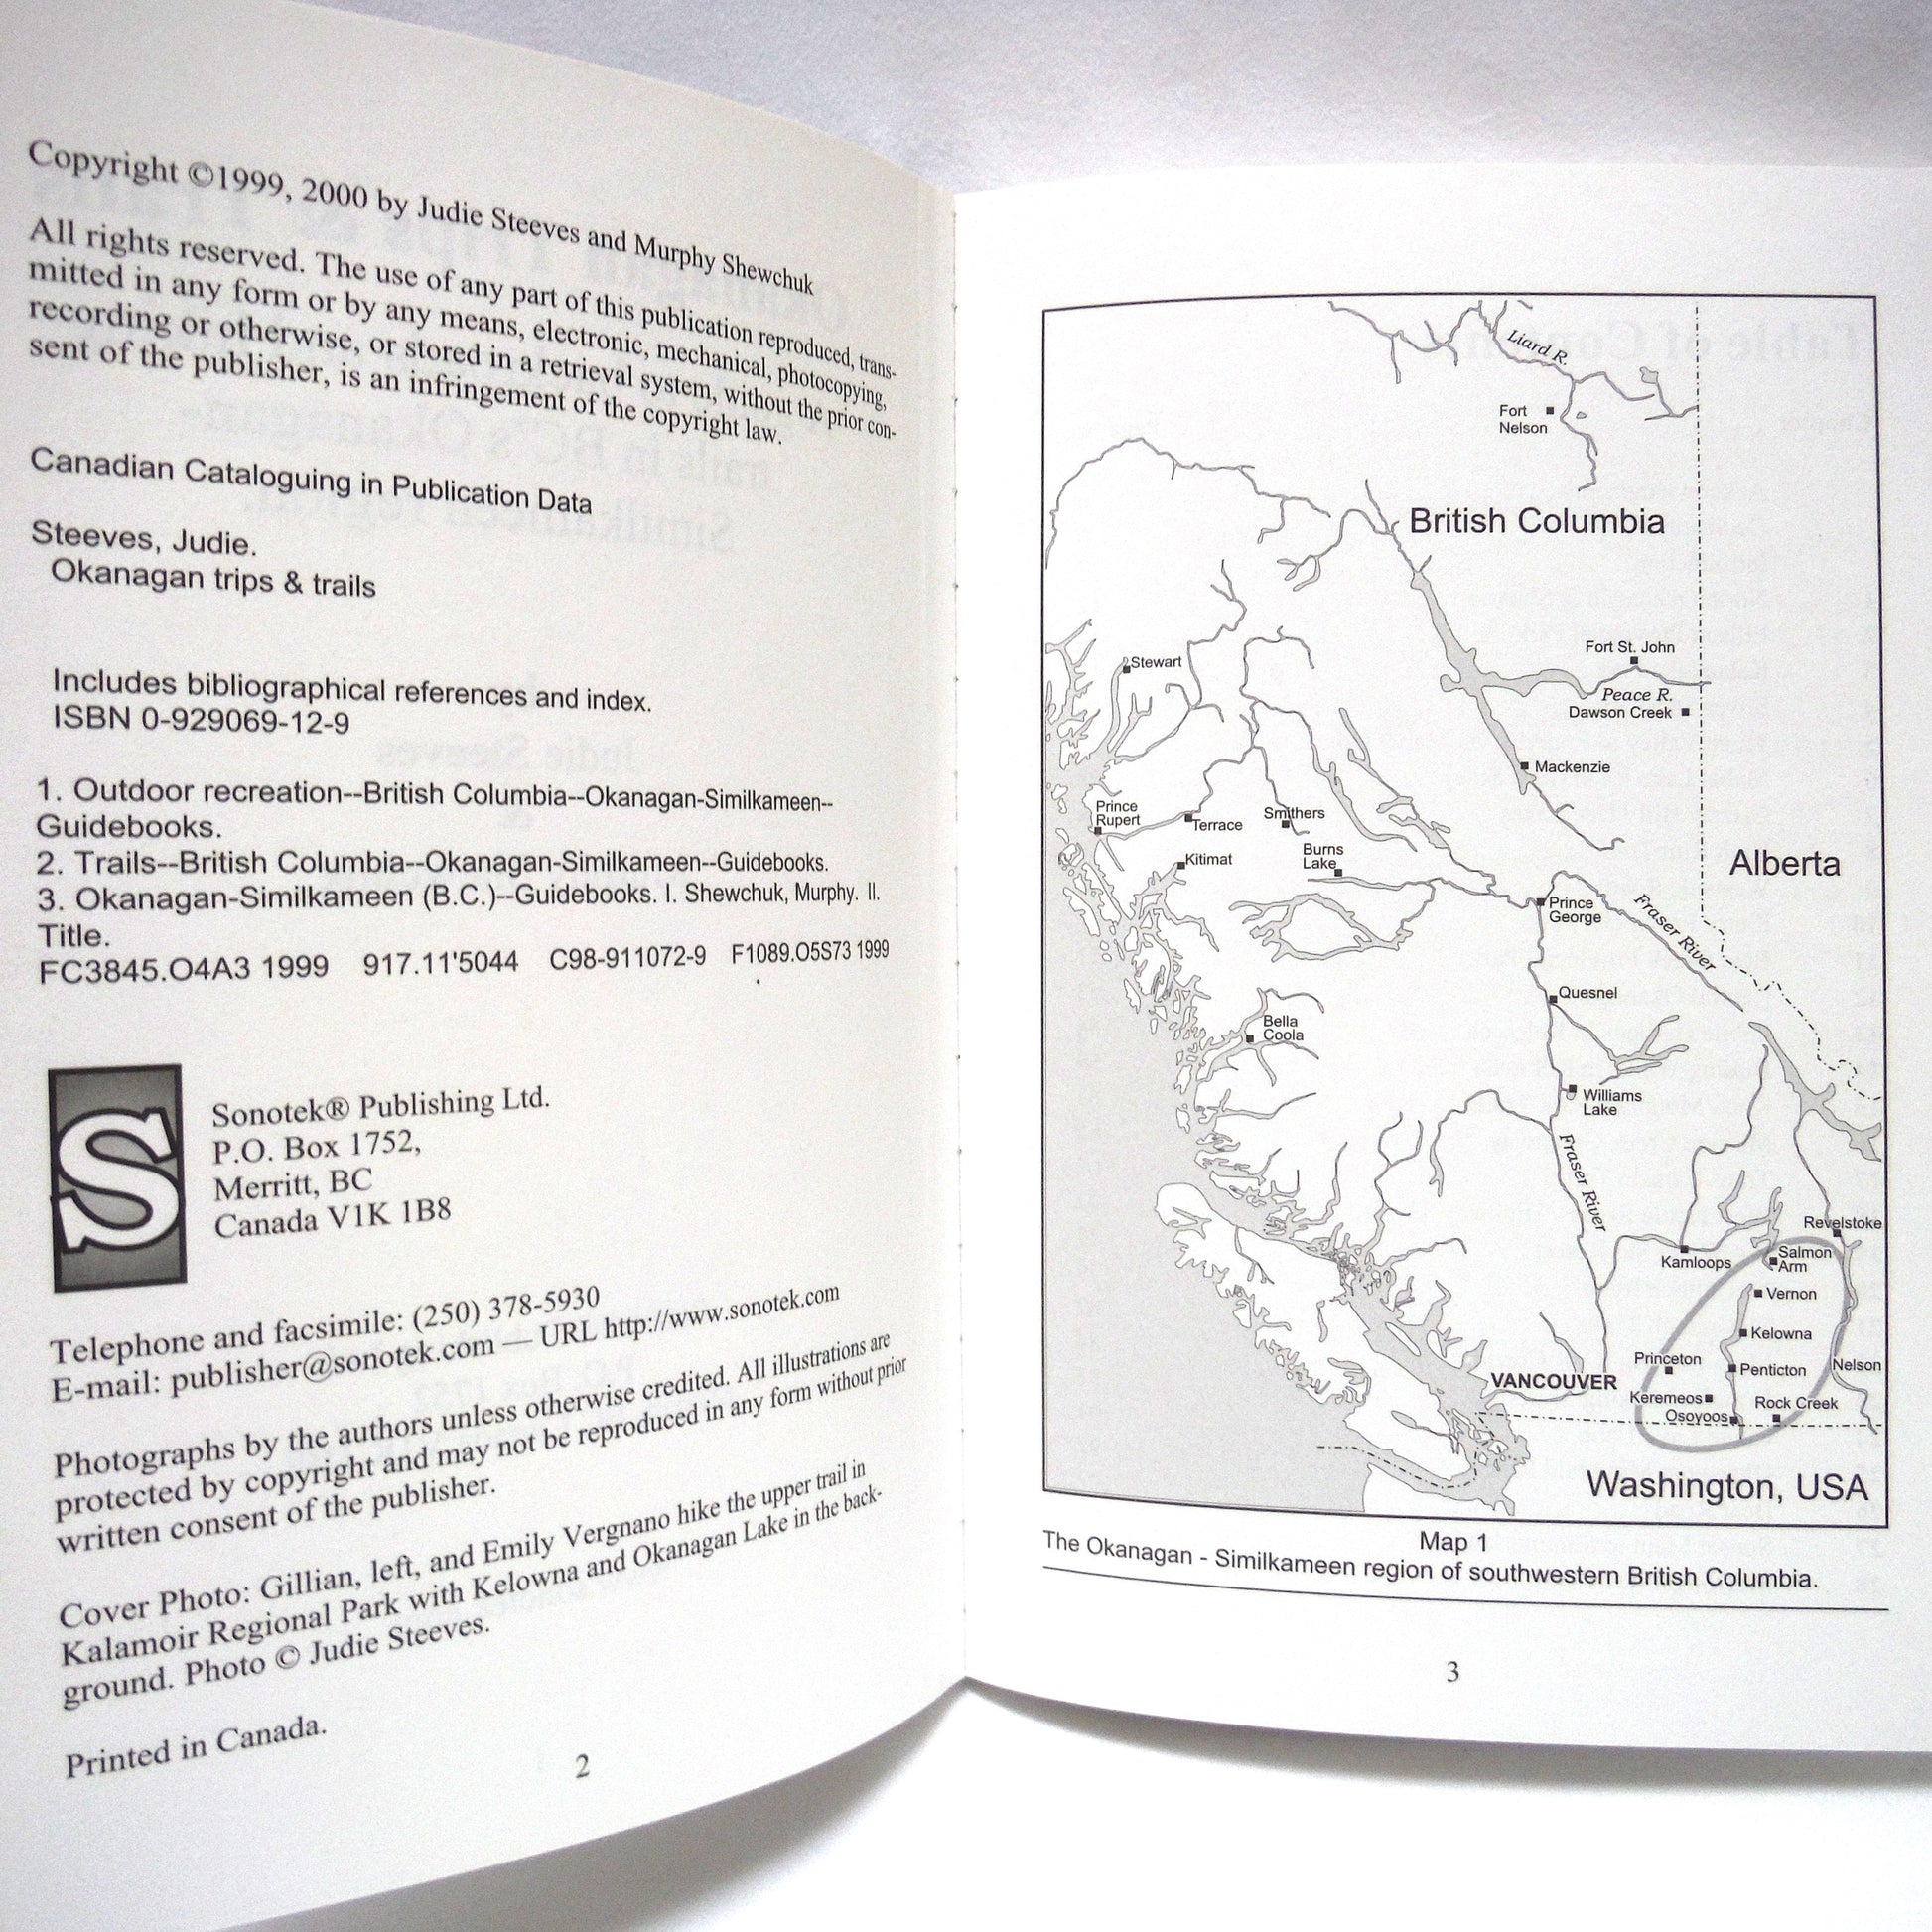 Copyright ©1999, 2000 by Judie Steeves and Murphy Shewchuk
All rights reserved. The use of any part of this publication reproduced, trans-
mitted in any form or by any means, electronic, mechanical, photocopying,
recording or otherwise, or stored in a retrieval system, without the prior con-
sent of the publisher, is an infringement of the copyright law.
Canadian Cataloguing in Publication Data
Steeves, Judie.
Okanagan trips & trails
Includes bibliographical references and index.
ISBN 0-929069-12-9
1. Outdoor recreation--British Columbia--Okanagan-Similkameen--
Guidebooks.
2. Trails--British Columbia--Okanagan-Similkameen--Guidebooks.
3. Okanagan-Similkameen (B.C.)--Guidebooks. I. Shewchuk, Murphy. II.
Title.
FC3845.O4A3 1999 917.11'5044 C98-911072-9 F1089.O5S73 1999
S
Sonotek® Publishing Ltd.
P.O. Box 1752,
Merritt, BC
Canada V1K 1B8
Telephone and facsimile: (250) 378-5930
E-mail: publisher@sonotek.com — URL http://www.sonotek.com
Photographs by the authors unless otherwise credited. All illustrations are
protected by copyright and may not be reproduced in any form without prior
written consent of the publisher.
Cover Photo: Gillian, left, and Emily Vergnano hike the upper trail in
Kalamoir Regional Park with Kelowna and Okanagan Lake in the back-
ground. Photo © Judie Steeves.
Printed in Canada.
2
Liard R.
Fort
Nelson
British Columbia
Fort St. John
Stewart
Peace R.
Dawson Creek
Mackenzie
Prince
Rupert
Terrace
Smithers
Burns
Lake
Kitimat
Alberta
Prince
George
Fraser River
Quesnel
Bella
Coola
Williams
Lake
Fraser River
Revelstoke
Kamloops
Salmon
Arm
Vernon
Kelowna
Princeton
Penticton
Nelson
VANCOUVER
Keremeos
Rock Creek
Osoyoos
Washington, USA
Map 1
The Okanagan - Similkameen region of southwestern British Columbia.
3